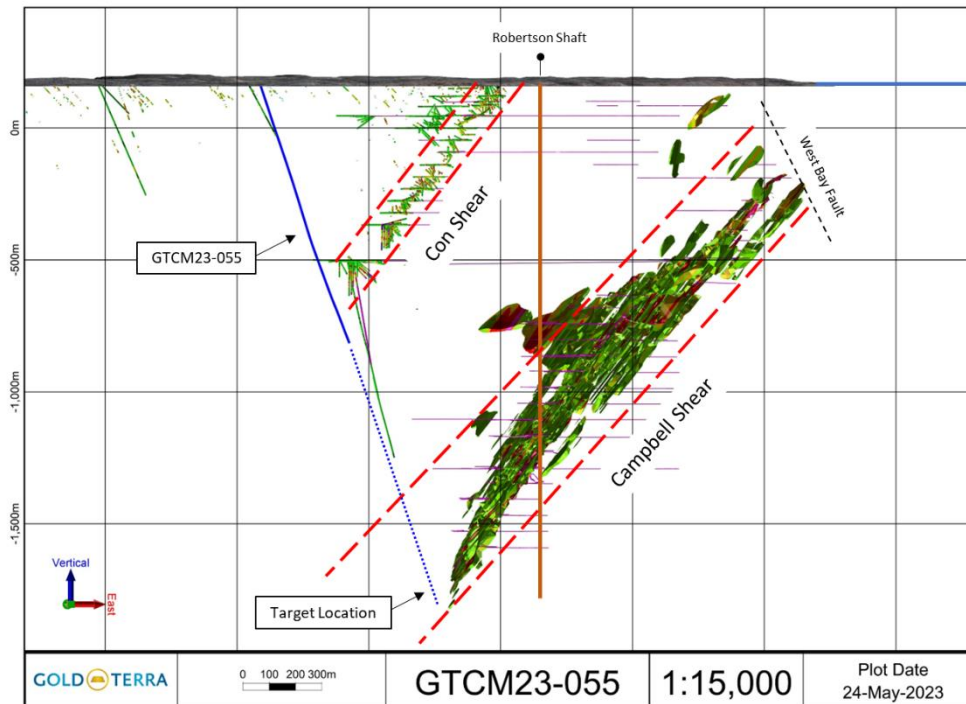 Robertson Shaft
0m
-500m
-1,000m
-1,500m
West Bay Fault
Con Shear
GTCM23-055
Campbell Shear
Target Location
Vertical
East
GOLD TERRA
0 100 200 300m
GTCM23-055
1:15,000
Plot Date
24-May-2023